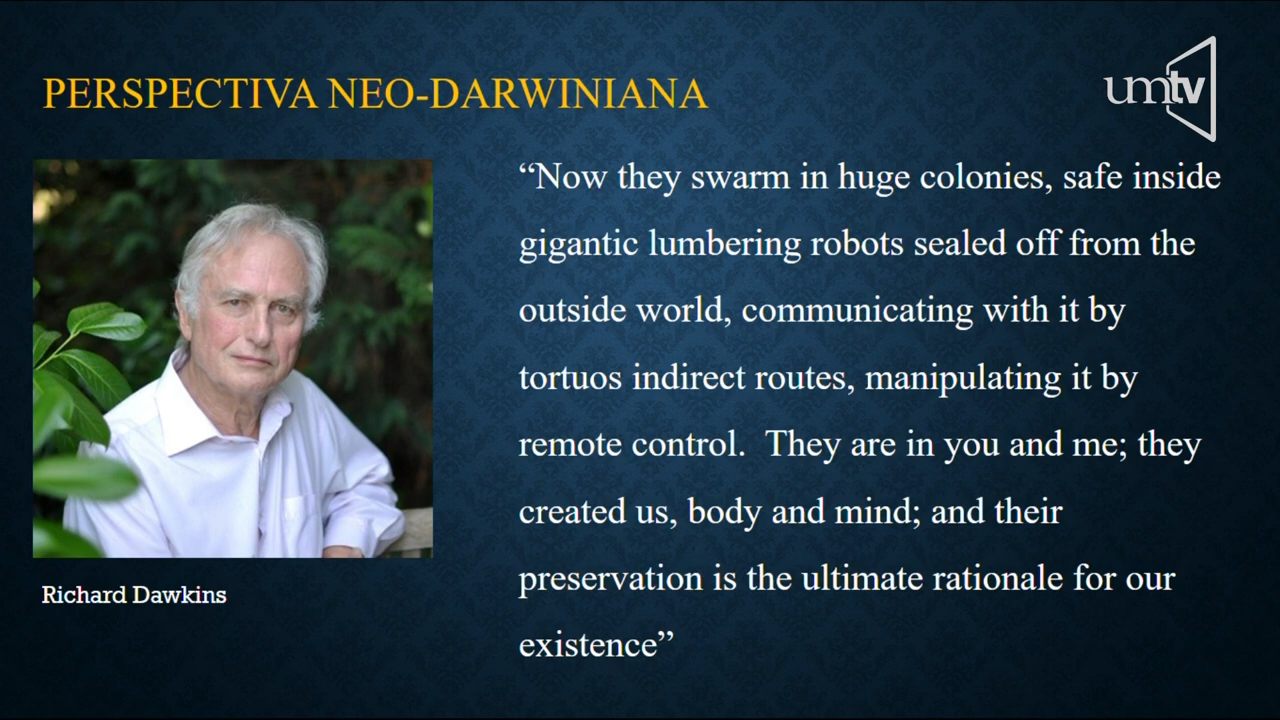 PERSPECTIVA NEO-DARWINIANA
umtv
“Now they swarm in huge colonies, safe inside
gigantic lumbering robots sealed off from the
outside world, communicating with it by
tortuos indirect routes, manipulating it by
remote control.  They are in you and me; they
created us, body and mind; and their
preservation is the ultimate rationale for our
existence”
Richard Dawkins